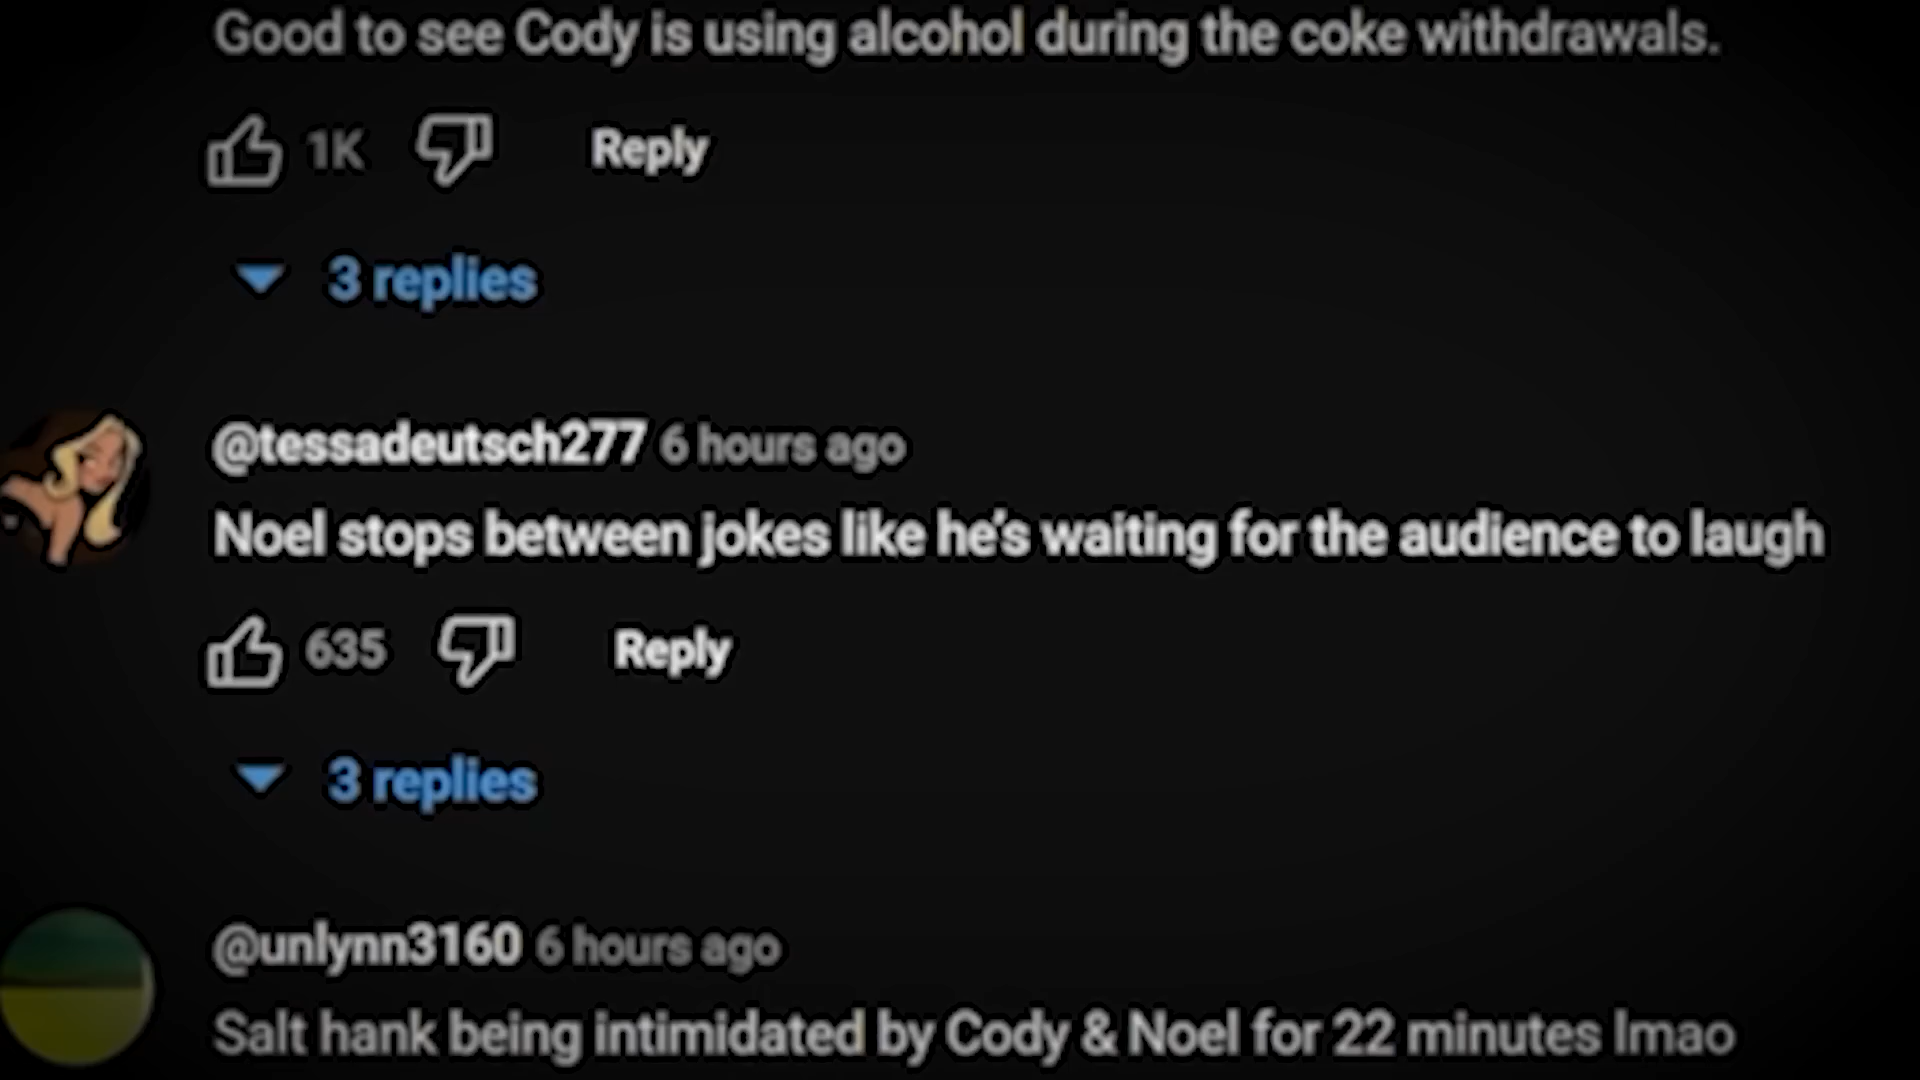 Good to see Cody is using alcohol during the coke withdrawals.
1K Reply
3 replies
@tessadeutsch277 6 hours ago
Noel stops between jokes like he's waiting for the audience to laugh
635 Reply
3 replies
@unlynn3160 6 hours ago
Salt hank being intimidated by Cody & Noel for 22 minutes lmao